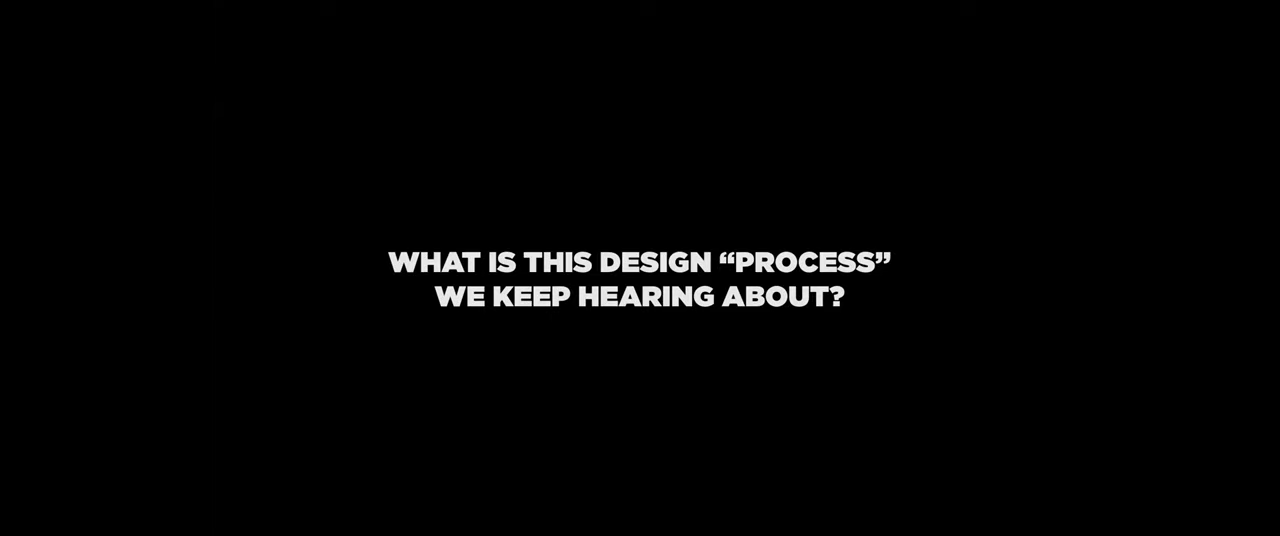 WHAT IS THIS DESIGN “PROCESS”
WE KEEP HEARING ABOUT?